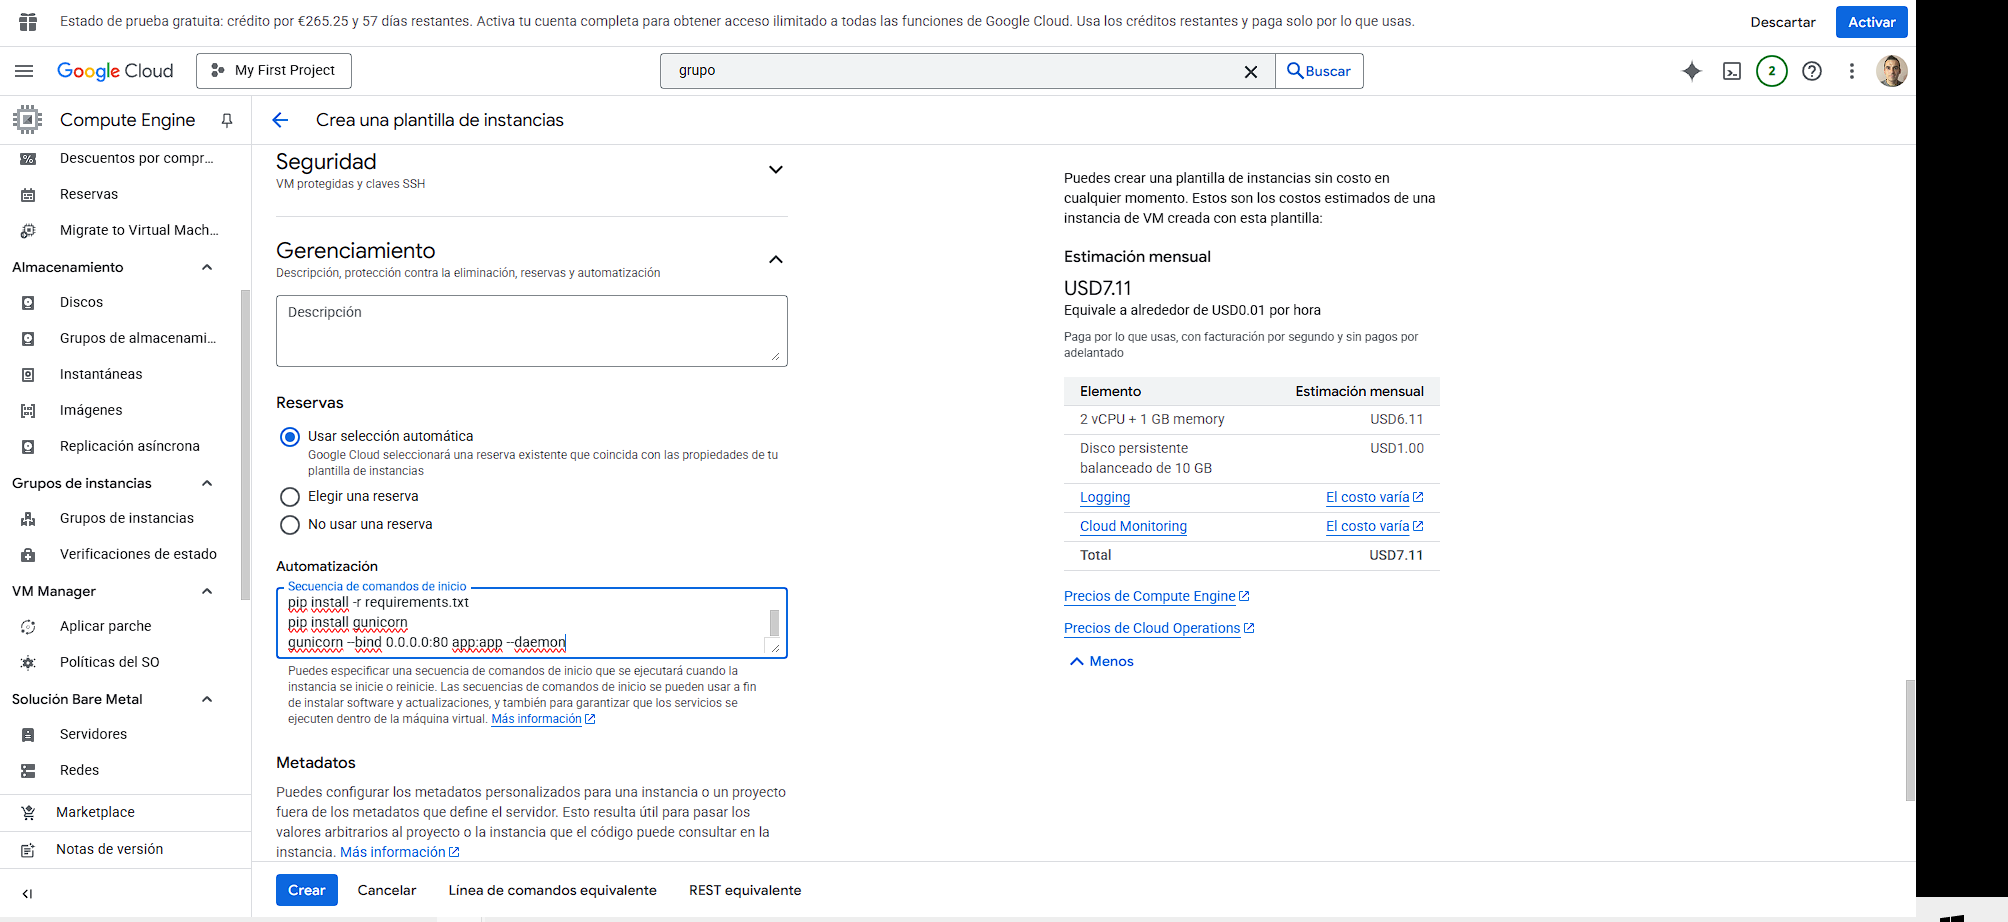 Estado de prueba gratuita: crédito por €265.25 y 57 días restantes. Activa tu cuenta completa para obtener acceso ilimitado a todas las funciones de Google Cloud. Usa los créditos restantes y paga solo por lo que usas.
Descartar
Activar
Google Cloud
My First Project
grupo
Buscar
2
Compute Engine
Crea una plantilla de instancias
Descuentos por compr...
Reservas
Migrate to Virtual Mach...
Almacenamiento
Discos
Grupos de almacenami...
Instantáneas
Imágenes
Replicación asíncrona
Grupos de instancias
Grupos de instancias
Verificaciones de estado
VM Manager
Aplicar parche
Políticas del SO
Solución Bare Metal
Servidores
Redes
Marketplace
Notas de versión
Seguridad
VM protegidas y claves SSH
Gerenciamiento
Descripción, protección contra la eliminación, reservas y automatización
Descripción
Reservas
Usar selección automática
Google Cloud seleccionará una reserva existente que coincida con las propiedades de tu
plantilla de instancias
Elegir una reserva
No usar una reserva
Automatización
Secuencia de comandos de inicio
pip install -r requirements.txt
pip install gunicorn
gunicorn --bind 0.0.0.0:80 app:app --daemon
Puedes especificar una secuencia de comandos de inicio que se ejecutará cuando la
instancia se inicie o reinicie. Las secuencias de comandos de inicio se pueden usar a fin
de instalar software y actualizaciones, y también para garantizar que los servicios se
ejecuten dentro de la máquina virtual. Más información
Metadatos
Puedes configurar los metadatos personalizados para una instancia o un proyecto
fuera de los metadatos que define el servidor. Esto resulta útil para pasar los
valores arbitrarios al proyecto o la instancia que el código puede consultar en la
instancia. Más información
Crear
Cancelar
Línea de comandos equivalente
REST equivalente
Puedes crear una plantilla de instancias sin costo en
cualquier momento. Estos son los costos estimados de una
instancia de VM creada con esta plantilla:
Estimación mensual
USD7.11
Equivale a alrededor de USD0.01 por hora
Paga por lo que usas, con facturación por segundo y sin pagos por
adelantado
Elemento Estimación mensual
2 vCPU + 1 GB memory USD6.11
Disco persistente USD1.00
balanceado de 10 GB
Logging El costo varía
Cloud Monitoring El costo varía
Total USD7.11
Precios de Compute Engine
Precios de Cloud Operations
Menos